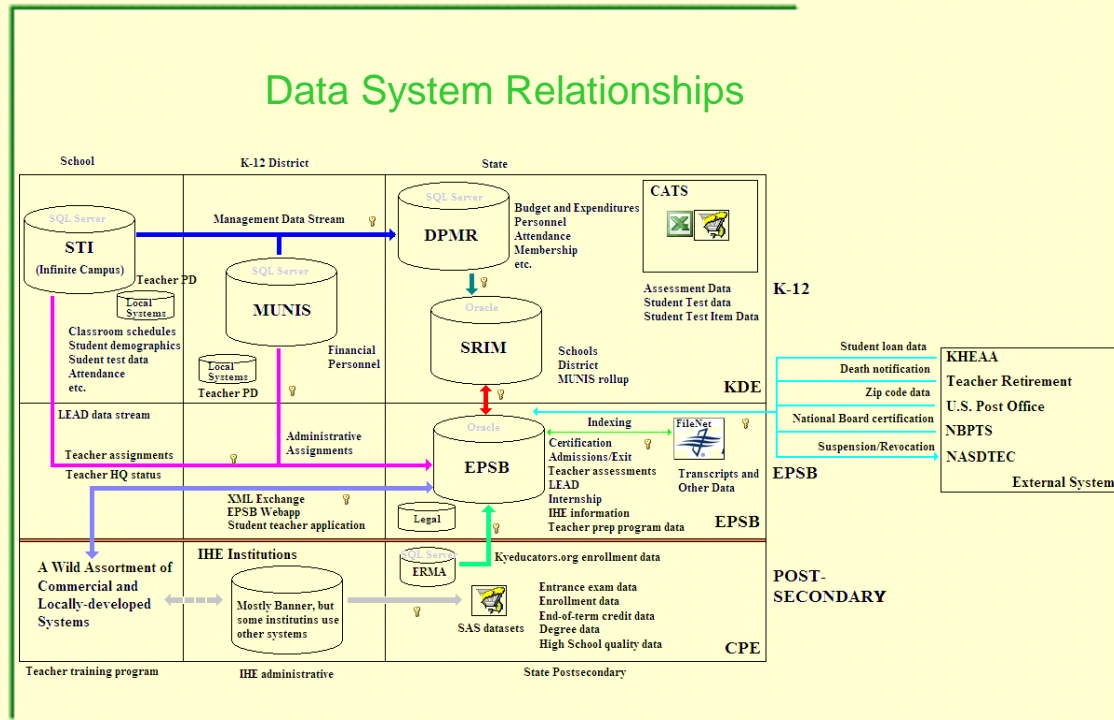 Data System Relationships
School
K-12 District
State
SQL Server
STI
(Infinite Campus)
Teacher PD
Local
Systems
Classroom schedules
Student demographics
Sudent test data
Attendance
etc.
Management Data Stream
SQL Server
MUNIS
Financial
Personnel
Local
Systems
Teacher PD
SQL Server
DPMR
Budget and Expenditures
Personnel
Attendance
Membership
etc.
CATS
Assessment Data
Student Test data
Student Test Item Data
Oracle
SRIM
Schools
District
MUNIS rollup
KDE
K-12
LEAD data stream
Teacher assignments
Teacher HQ status
Administrative
Assignments
XML Exchange
EPSB Webapp
Student teacher application
Oracle
EPSB
Legal
Indexing
FileNet
Certification
Admissions/Exit
Teacher assessments
LEAD
Internship
IHE information
Teacher prep program data
Transcripts and
Other Data
EPSB
EPSB
Student loan data
Death notification
Zip code data
National Board certification
Suspension/Revocation
KHEAA
Teacher Retirement
U.S. Post Office
NBPTS
NASDTEC
External System
A Wild Assortment of
Commercial and
Locally-developed
Systems
IHE Institutions
Mostly Banner, but
some institutins use
other systems
SQL Server
ERMA
Kyeducators.org enrollment data
SAS datasets
Entrance exam data
Enrollment data
End-of-term credit data
Degree data
High School quality data
CPE
POST-
SECONDARY
Teacher training program
IHE administrative
State Postsecondary